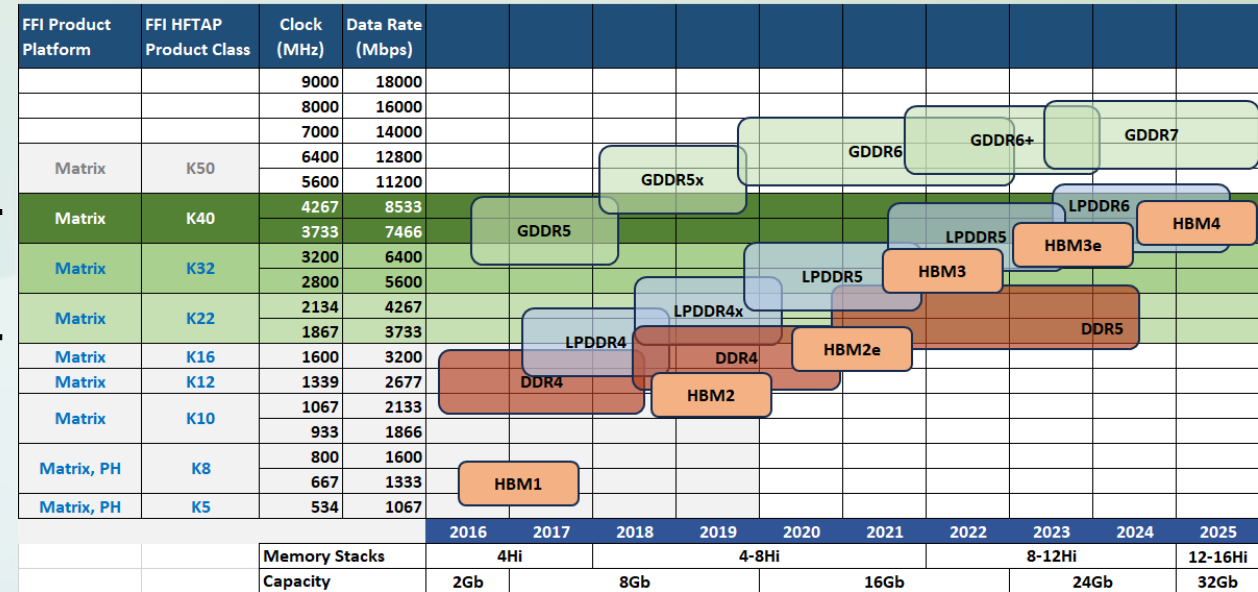 FFI Product Platform FFI HFTAP Product Class Clock (MHz) Data Rate (Mbps)
9000 18000
8000 16000
7000 14000
GDDR6 GDDR6+ GDDR7
Matrix K50
6400 12800
5600 11200
GDDR5x
Matrix K40
4267 8533
3733 7466
GDDR5 LPDDR5 LPDDR6 HBM3e HBM4
Matrix K32
3200 6400
2800 5600
LPDDR5 HBM3
Matrix K22
2134 4267
1867 3733
LPDDR4x DDR5
Matrix K16 1600 3200
LPDDR4 DDR4 HBM2e
Matrix K12 1339 2677
DDR4 HBM2
Matrix K10
1067 2133
933 1866
Matrix, PH K8
800 1600
667 1333
HBM1
Matrix, PH K5 534 1067
2016 2017 2018 2019 2020 2021 2022 2023 2024 2025
Memory Stacks 4Hi 4-8Hi 8-12Hi 12-16Hi
Capacity 2Gb 8Gb 16Gb 24Gb 32Gb